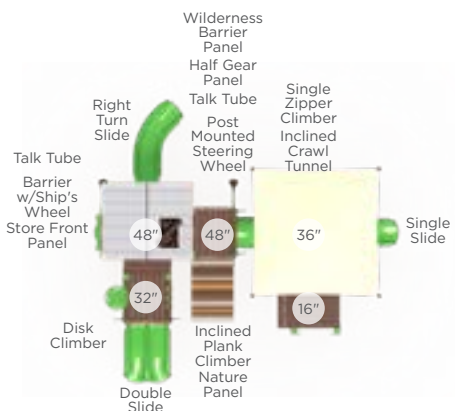 Wilderness
Barrier
Panel
Half Gear
Panel
Talk Tube
Post
Mounted
Steering
Wheel
Single
Zipper
Climber
Inclined
Crawl
Tunnel
Right
Turn
Slide
Talk Tube
Barrier
w/Ship's
Wheel
Store Front
Panel
48"
48"
36"
Single
Slide
32"
16"
Disk
Climber
Inclined
Plank
Climber
Nature
Panel
Double
Slide